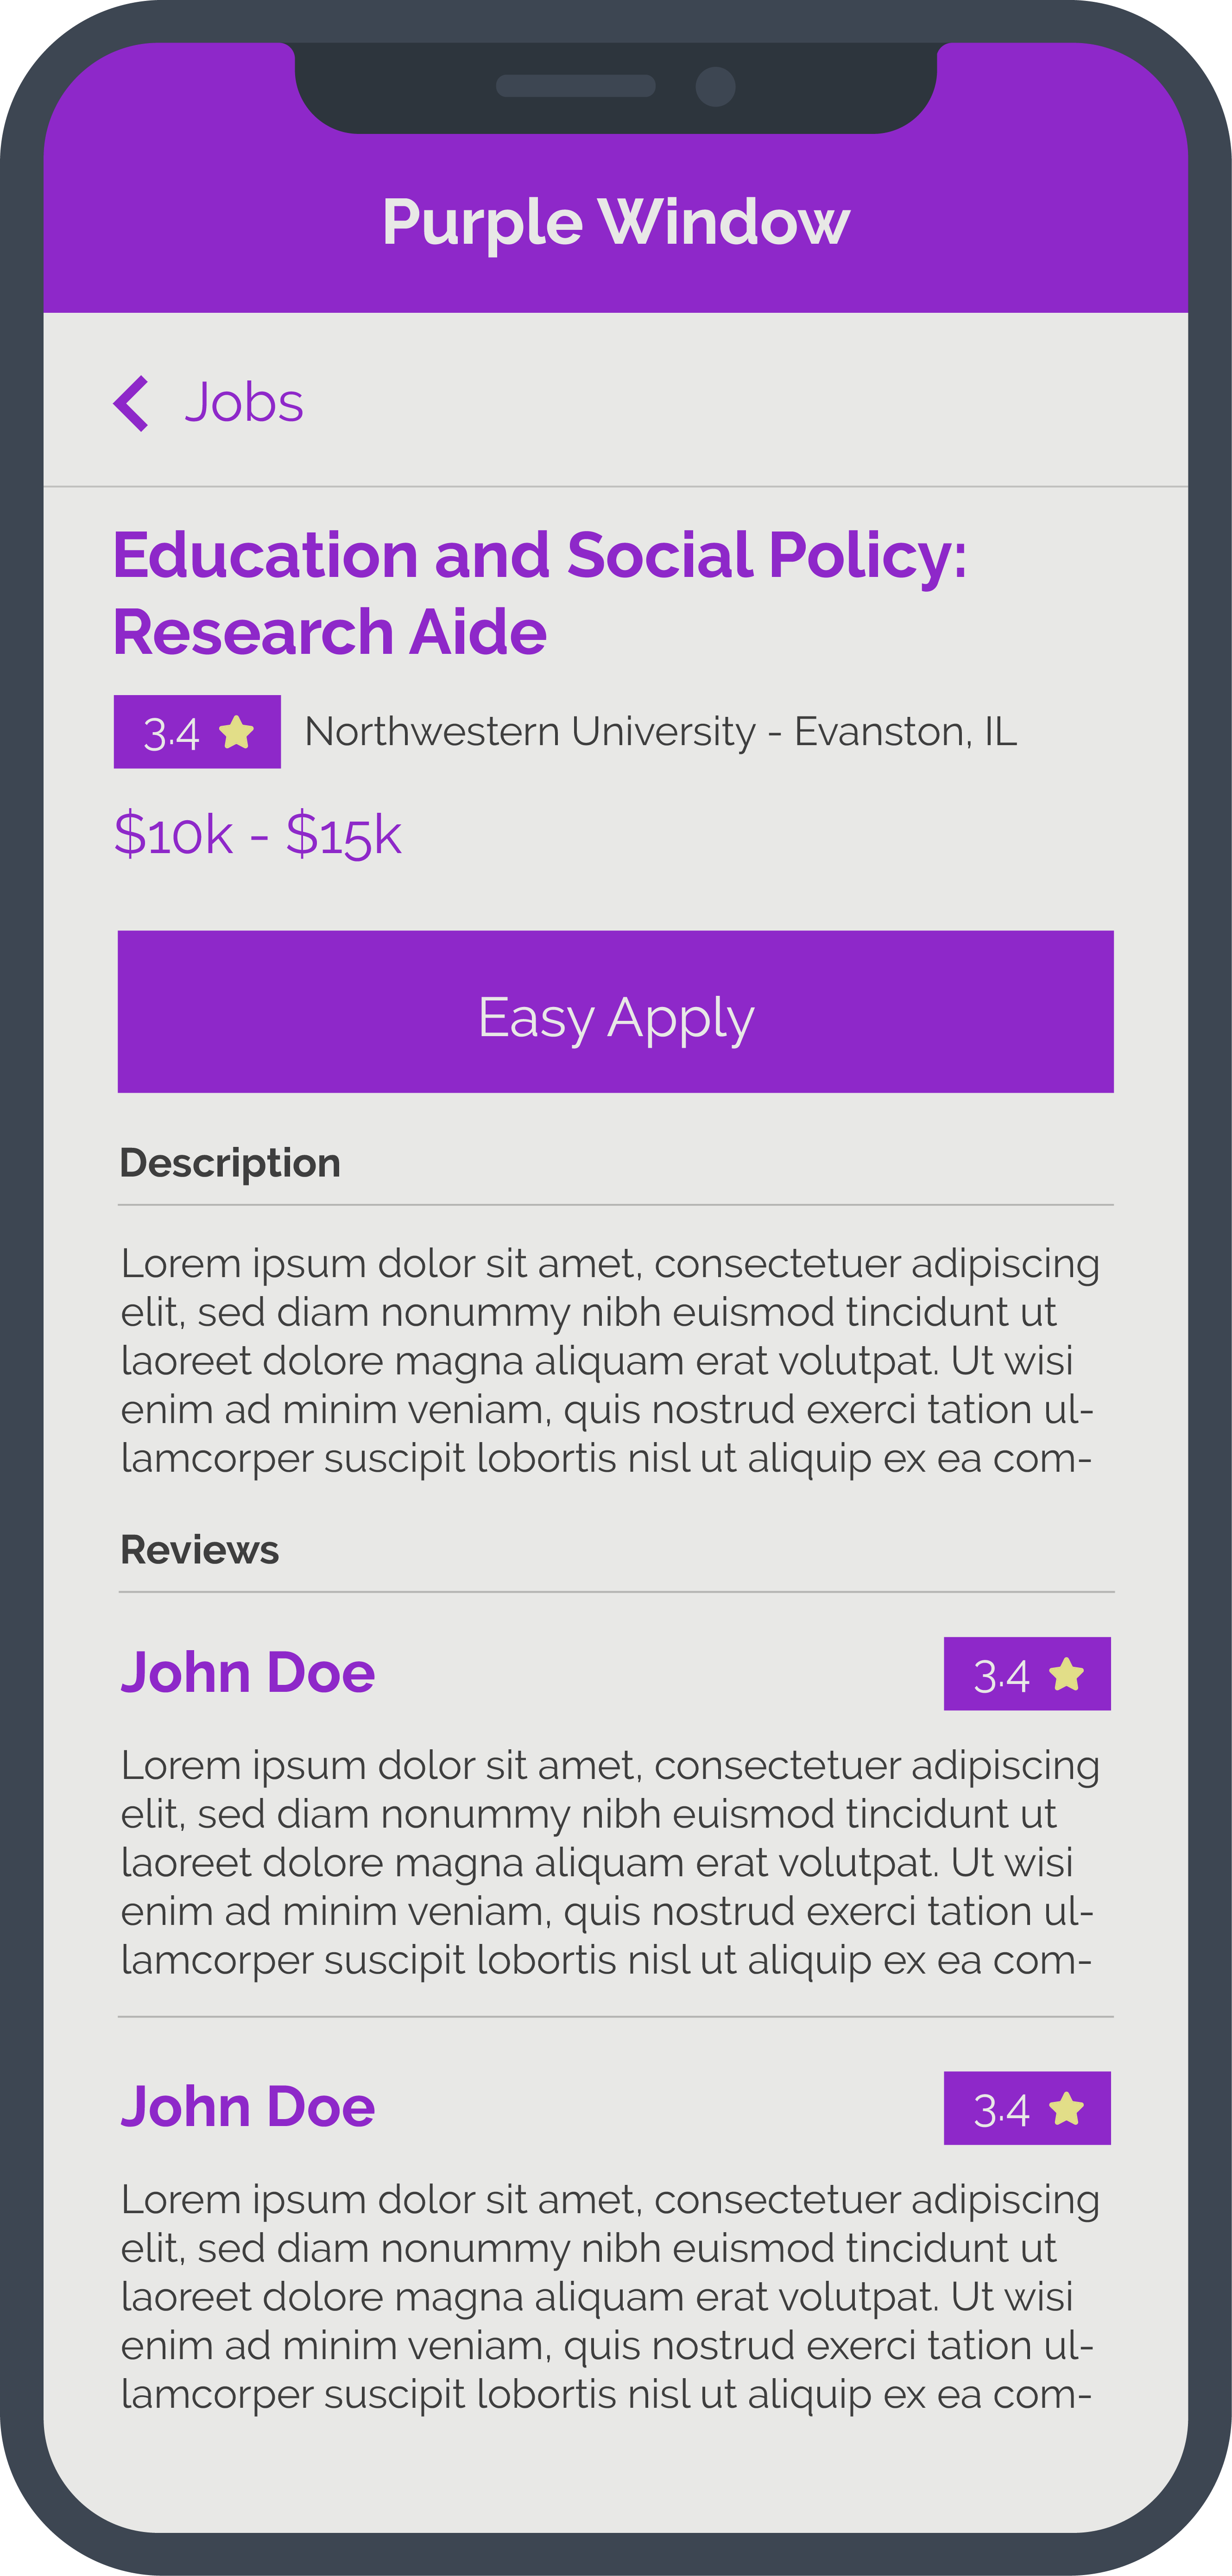 Purple Window
Jobs
Education and Social Policy:
Research Aide
3.4 Northwestern University - Evanston, IL
$10k - $15k
Easy Apply
Description
Lorem ipsum dolor sit amet, consectetuer adipiscing
elit, sed diam nonummy nibh euismod tincidunt ut
laoreet dolore magna aliquam erat volutpat. Ut wisi
enim ad minim veniam, quis nostrud exerci tation ul-
lamcorper suscipit lobortis nisl ut aliquip ex ea com-
Reviews
John Doe 3.4
Lorem ipsum dolor sit amet, consectetuer adipiscing
elit, sed diam nonummy nibh euismod tincidunt ut
laoreet dolore magna aliquam erat volutpat. Ut wisi
enim ad minim veniam, quis nostrud exerci tation ul-
lamcorper suscipit lobortis nisl ut aliquip ex ea com-
John Doe 3.4
Lorem ipsum dolor sit amet, consectetuer adipiscing
elit, sed diam nonummy nibh euismod tincidunt ut
laoreet dolore magna aliquam erat volutpat. Ut wisi
enim ad minim veniam, quis nostrud exerci tation ul-
lamcorper suscipit lobortis nisl ut aliquip ex ea com-